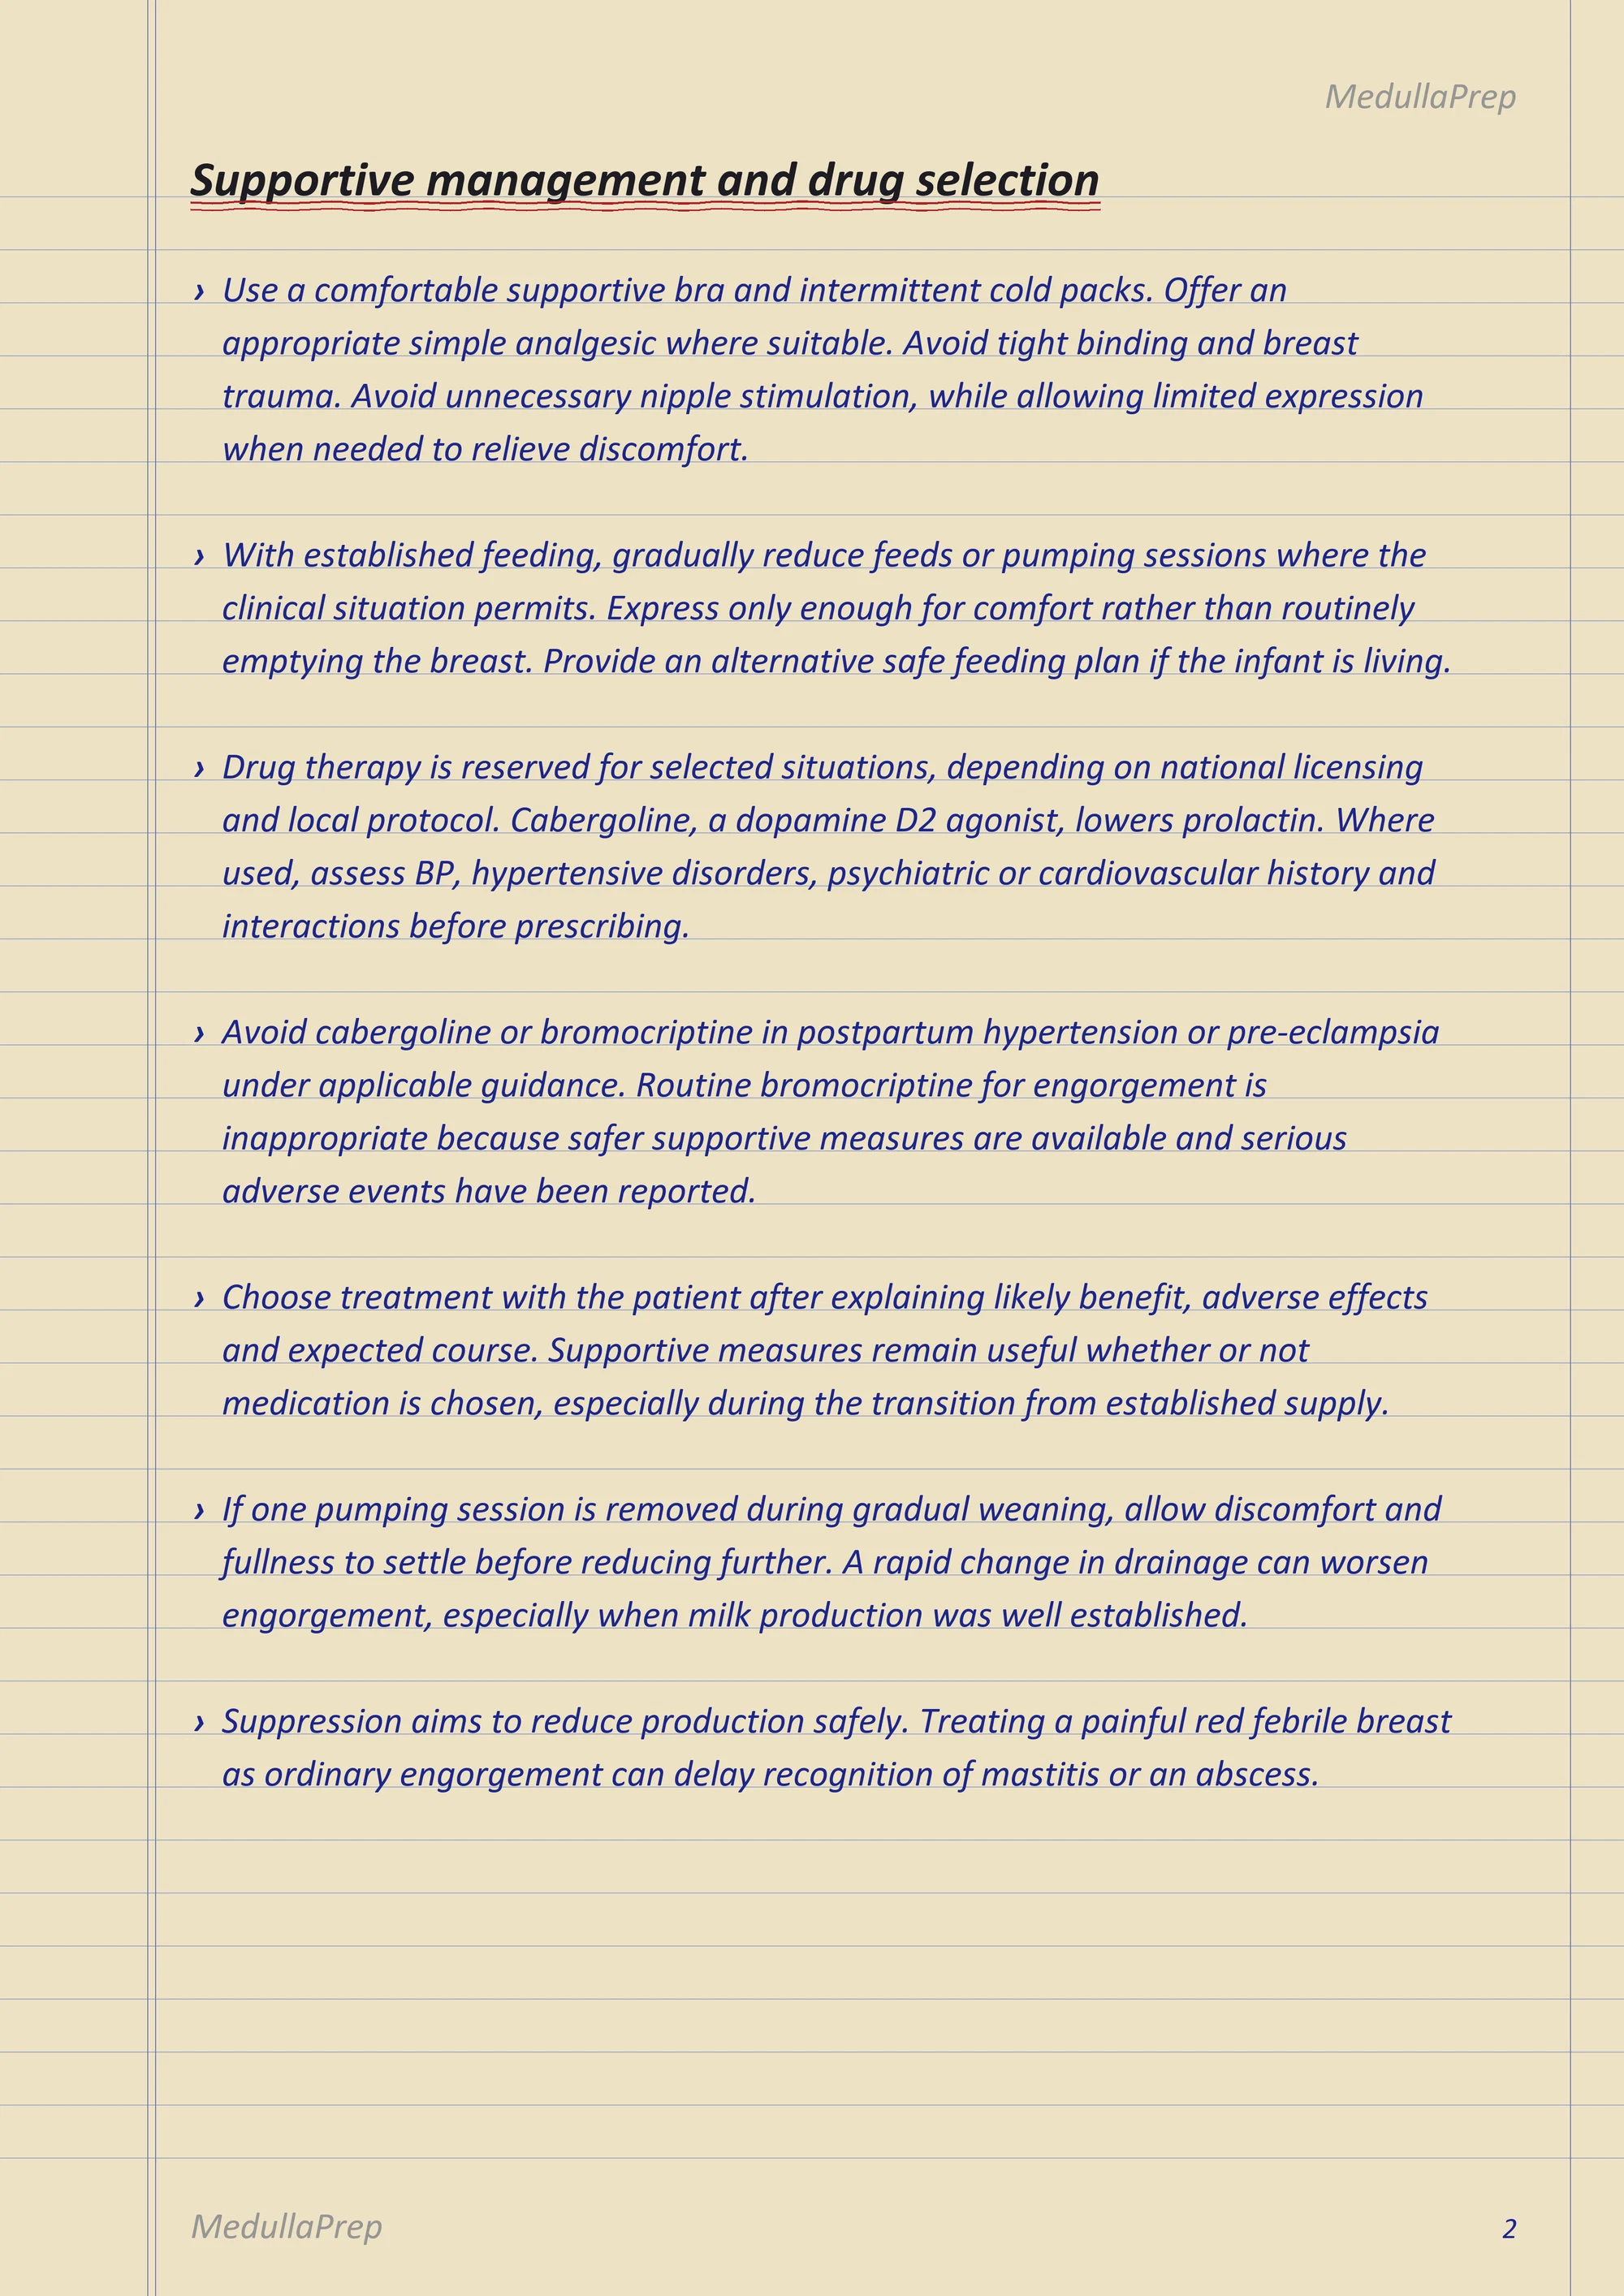 MedullaPrep
Supportive management and drug selection
› Use a comfortable supportive bra and intermittent cold packs. Offer an
appropriate simple analgesic where suitable. Avoid tight binding and breast
trauma. Avoid unnecessary nipple stimulation, while allowing limited expression
when needed to relieve discomfort.
› With established feeding, gradually reduce feeds or pumping sessions where the
clinical situation permits. Express only enough for comfort rather than routinely
emptying the breast. Provide an alternative safe feeding plan if the infant is living.
› Drug therapy is reserved for selected situations, depending on national licensing
and local protocol. Cabergoline, a dopamine D2 agonist, lowers prolactin. Where
used, assess BP, hypertensive disorders, psychiatric or cardiovascular history and
interactions before prescribing.
› Avoid cabergoline or bromocriptine in postpartum hypertension or pre-eclampsia
under applicable guidance. Routine bromocriptine for engorgement is
inappropriate because safer supportive measures are available and serious
adverse events have been reported.
› Choose treatment with the patient after explaining likely benefit, adverse effects
and expected course. Supportive measures remain useful whether or not
medication is chosen, especially during the transition from established supply.
› If one pumping session is removed during gradual weaning, allow discomfort and
fullness to settle before reducing further. A rapid change in drainage can worsen
engorgement, especially when milk production was well established.
› Suppression aims to reduce production safely. Treating a painful red febrile breast
as ordinary engorgement can delay recognition of mastitis or an abscess.
MedullaPrep
2